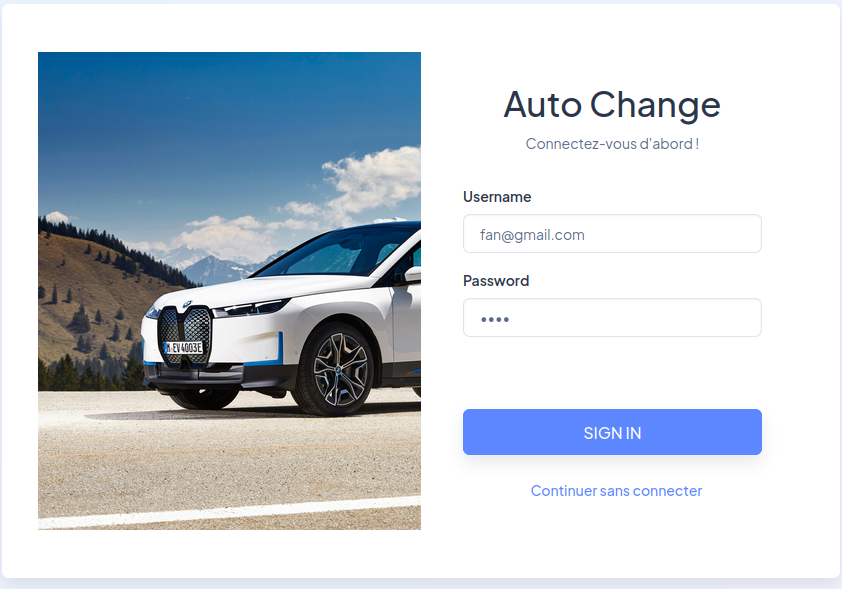 Auto Change
Connectez-vous d'abord !
Username
fan@gmail.com
Password
••••
SIGN IN
Continuer sans connecter
M·EV 4003E